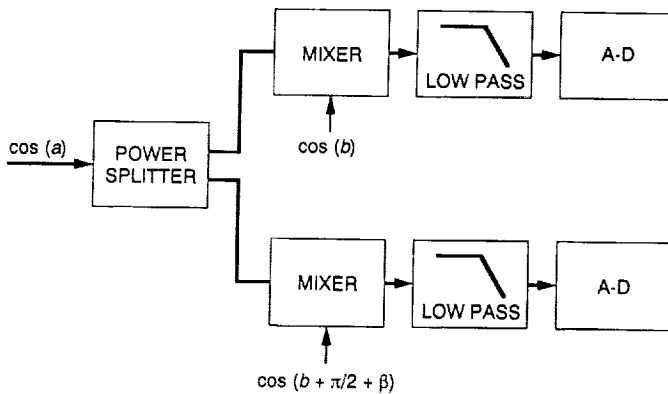 MIXER
LOW PASS
A-D
cos (b)
cos (a)
POWER
SPLITTER
MIXER
LOW PASS
A-D
cos (b + π/2 + β)